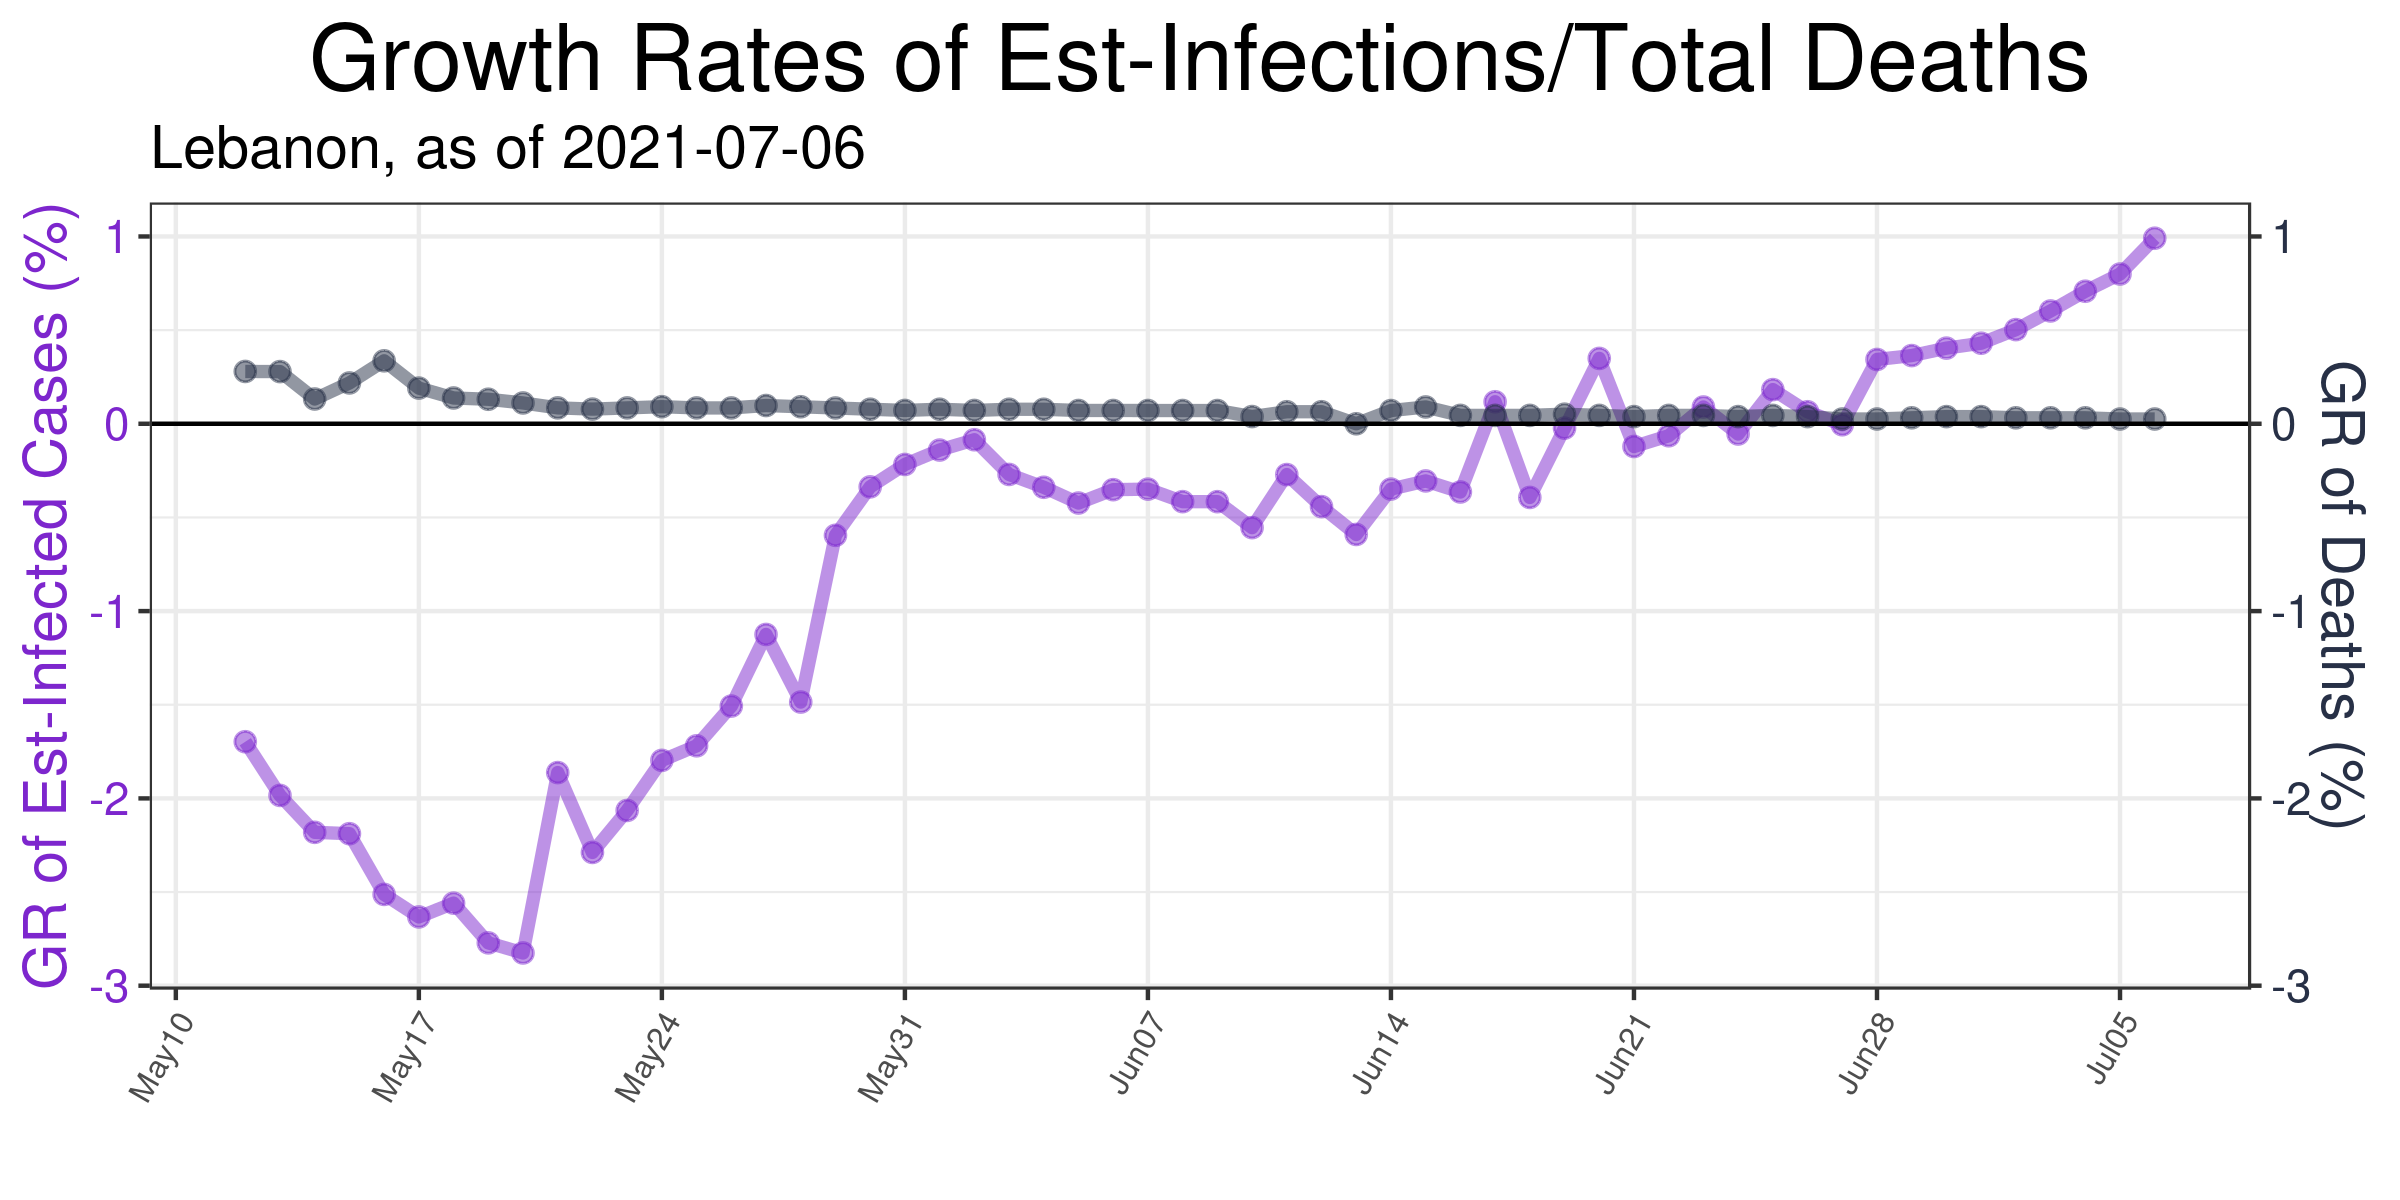 Growth Rates of Est-Infections/Total Deaths
Lebanon, as of 2021-07-06
GR of Est-Infected Cases (%)
1
0
-1
-2
-3
1
0
-1
-2
-3
GR of Deaths (%)
May10
May17
May24
May31
Jun07
Jun14
Jun21
Jun28
Jul05